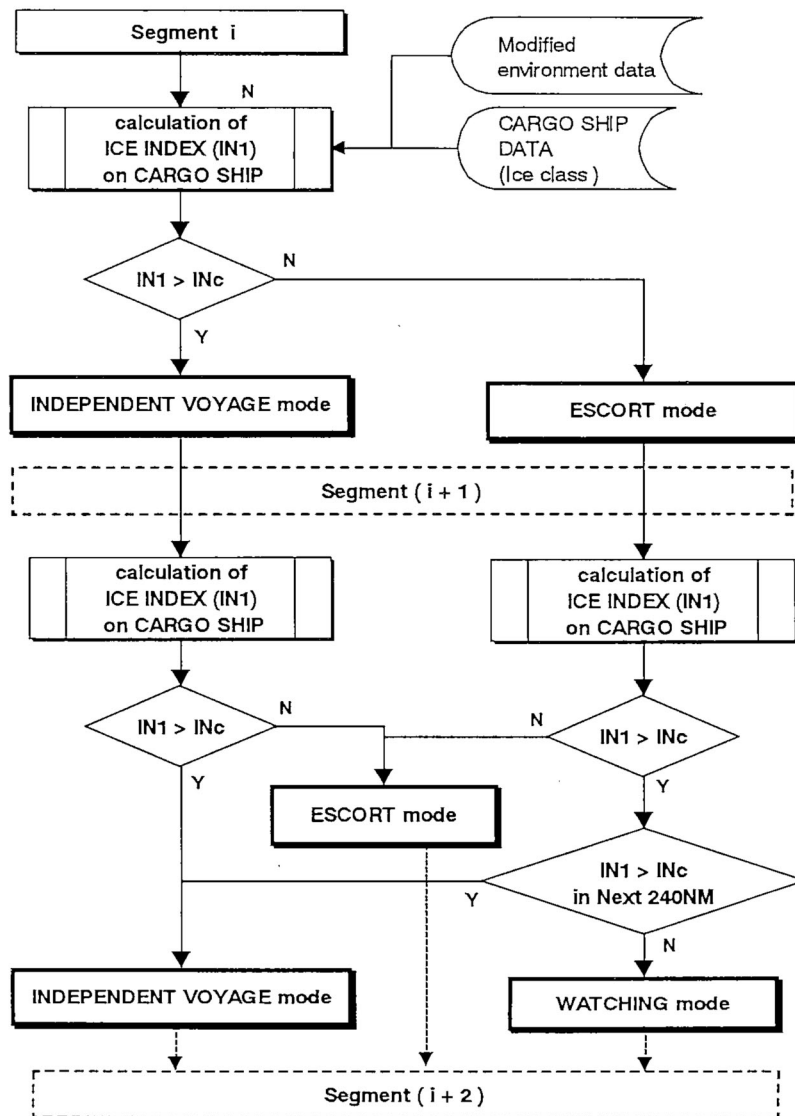 Segment i
Modified
environment data
N
calculation of
ICE INDEX (IN1)
on CARGO SHIP
CARGO SHIP
DATA
(Ice class)
IN1 > INc
N
Y
INDEPENDENT VOYAGE mode
ESCORT mode
Segment ( i + 1 )
calculation of
ICE INDEX (IN1)
on CARGO SHIP
calculation of
ICE INDEX (IN1)
on CARGO SHIP
IN1 > INc
N
N
IN1 > INc
Y
Y
ESCORT mode
IN1 > INc
in Next 240NM
Y
N
INDEPENDENT VOYAGE mode
WATCHING mode
Segment ( i + 2 )